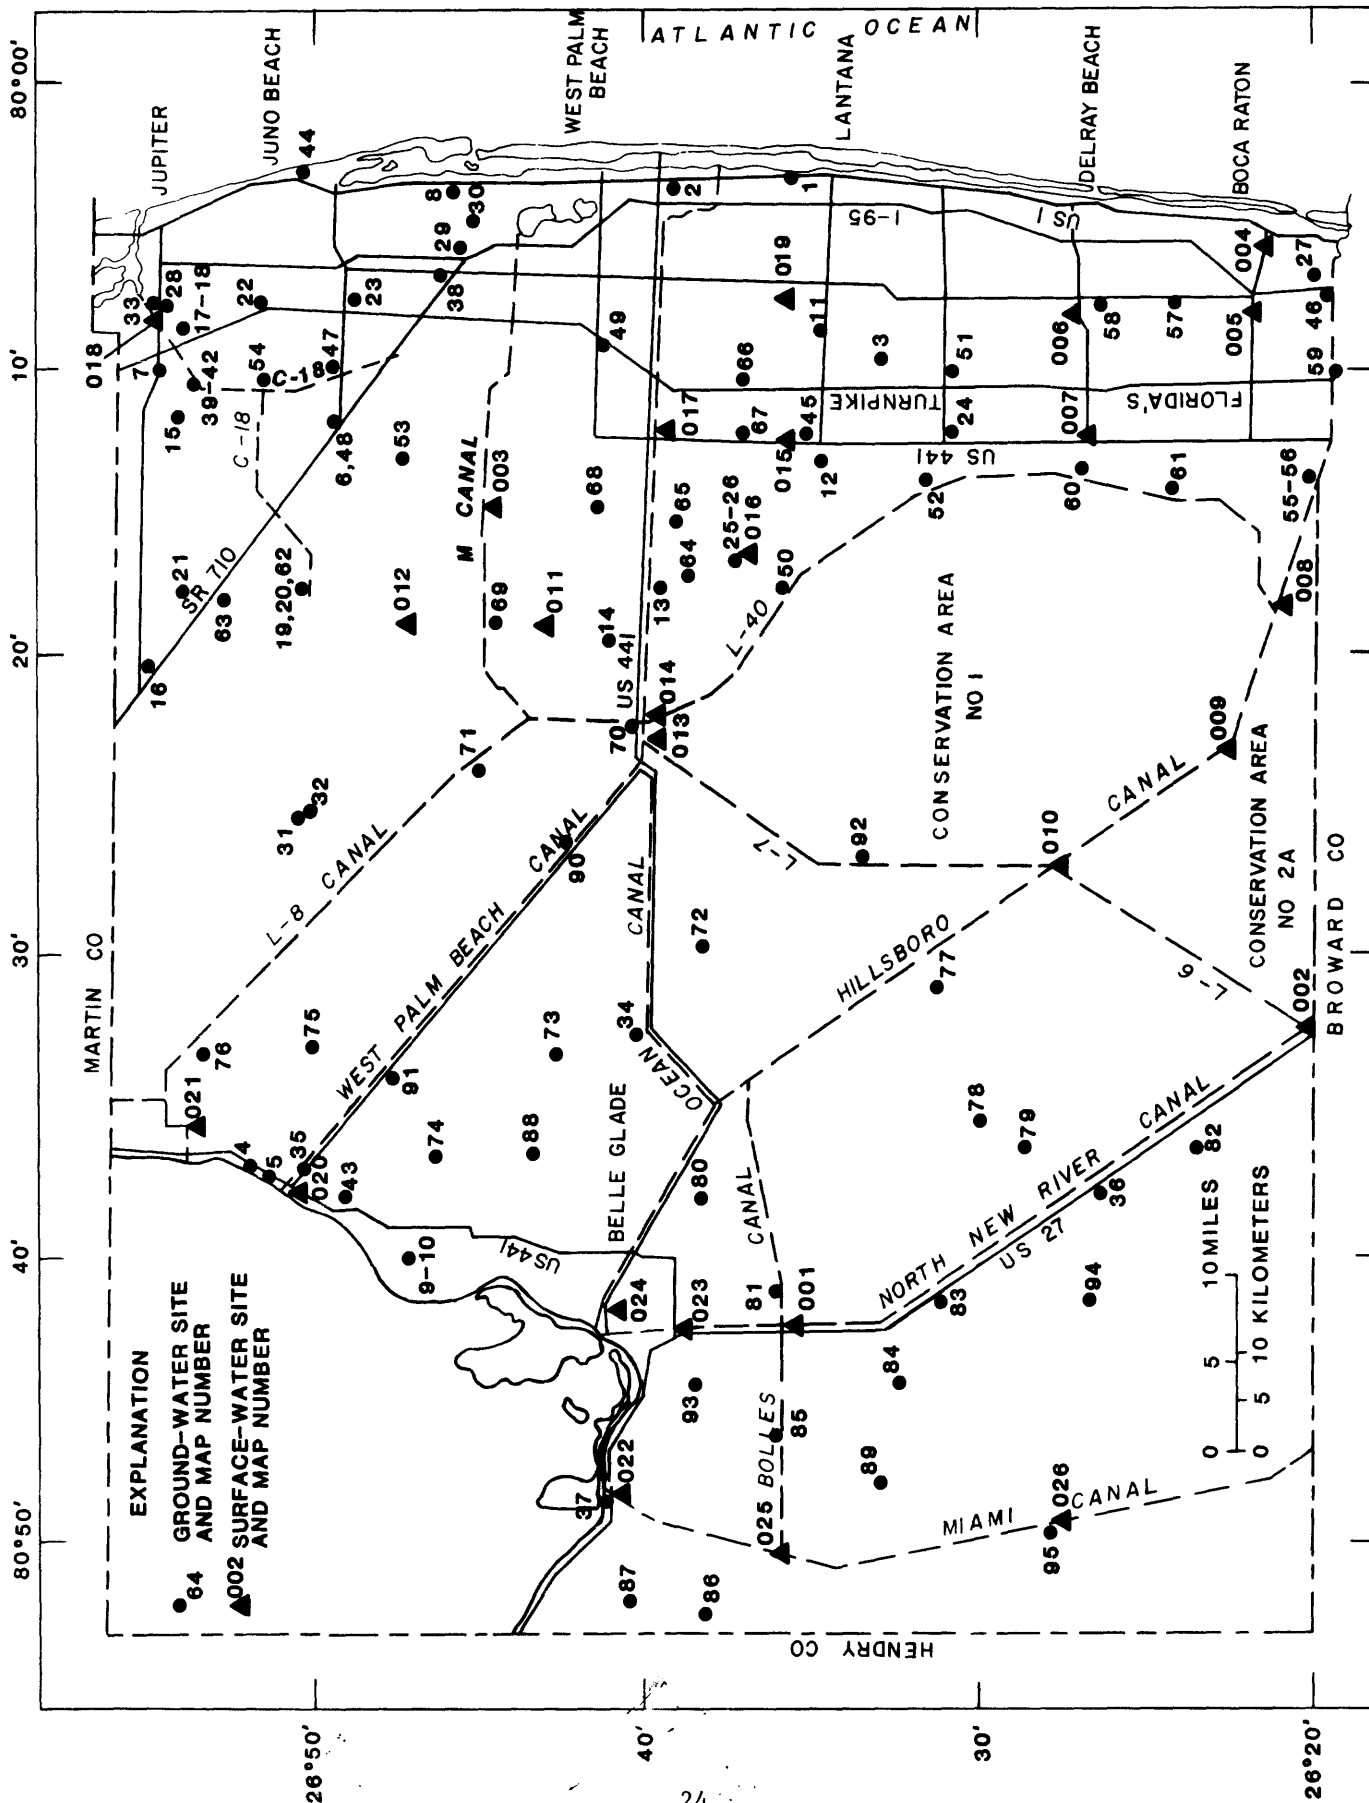 EXPLANATION
64 GROUND-WATER SITE
AND MAP NUMBER
002 SURFACE-WATER SITE
AND MAP NUMBER
80°50'
40'
30'
20'
10'
80°00'
26°50'
40'
30'
26°20'
MARTIN CO
HENDRY CO
BROWARD CO
ATLANTIC OCEAN
JUPITER
JUNO BEACH
WEST PALM
BEACH
LANTANA
DELRAY BEACH
BOCA RATON
BELLE GLADE
018
33
28
17-18
7
39-42
15
C-18
54
C-18
22
47
23
6,48
44
8
30
29
38
53
M CANAL
003
68
49
2
1
I-95
US 1
019
11
3
66
51
006
58
57
004
27
005
46
59
017
67
015
45
TURNPIKE
FLORIDA'S
24
007
US 441
12
52
60
61
55-56
65
25-26
016
64
50
13
21
SR 710
63
19,20,62
012
69
011
14
16
US 441
L-40
70
013
014
71
31
32
L-8 CANAL
WEST PALM BEACH CANAL
90
CANAL
OCEAN
L-7
92
CONSERVATION AREA
NO 1
008
009
010
HILLSBORO CANAL
CONSERVATION AREA
NO 2A
L-6
002
72
77
76
75
73
34
021
91
4
5
35
020
43
74
88
80
78
79
82
9-10
US 441
024
023
81
CANAL
001
NORTH NEW RIVER CANAL
US 27
36
83
94
93
84
85
BOLLES
025
89
37
022
87
86
MIAMI CANAL
95
026
0 5 10 MILES
0 5 10 KILOMETERS
24